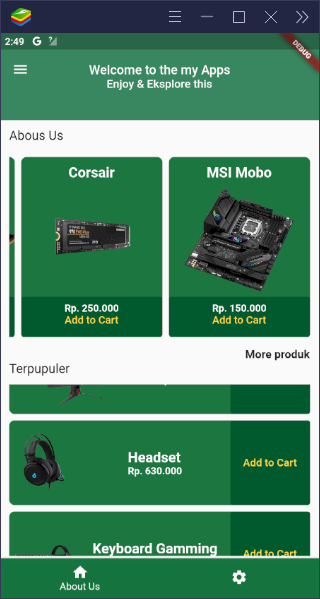 2:49 G
DEBUG
Welcome to the my Apps
Enjoy & Eksplore this
Abous Us
Corsair
MSI Mobo
Rp. 250.000
Rp. 150.000
Add to Cart
Add to Cart
More produk
Terpupuler
Headset
Rp. 630.000
Add to Cart
Keyboard Gamming
Add to Cart
About Us